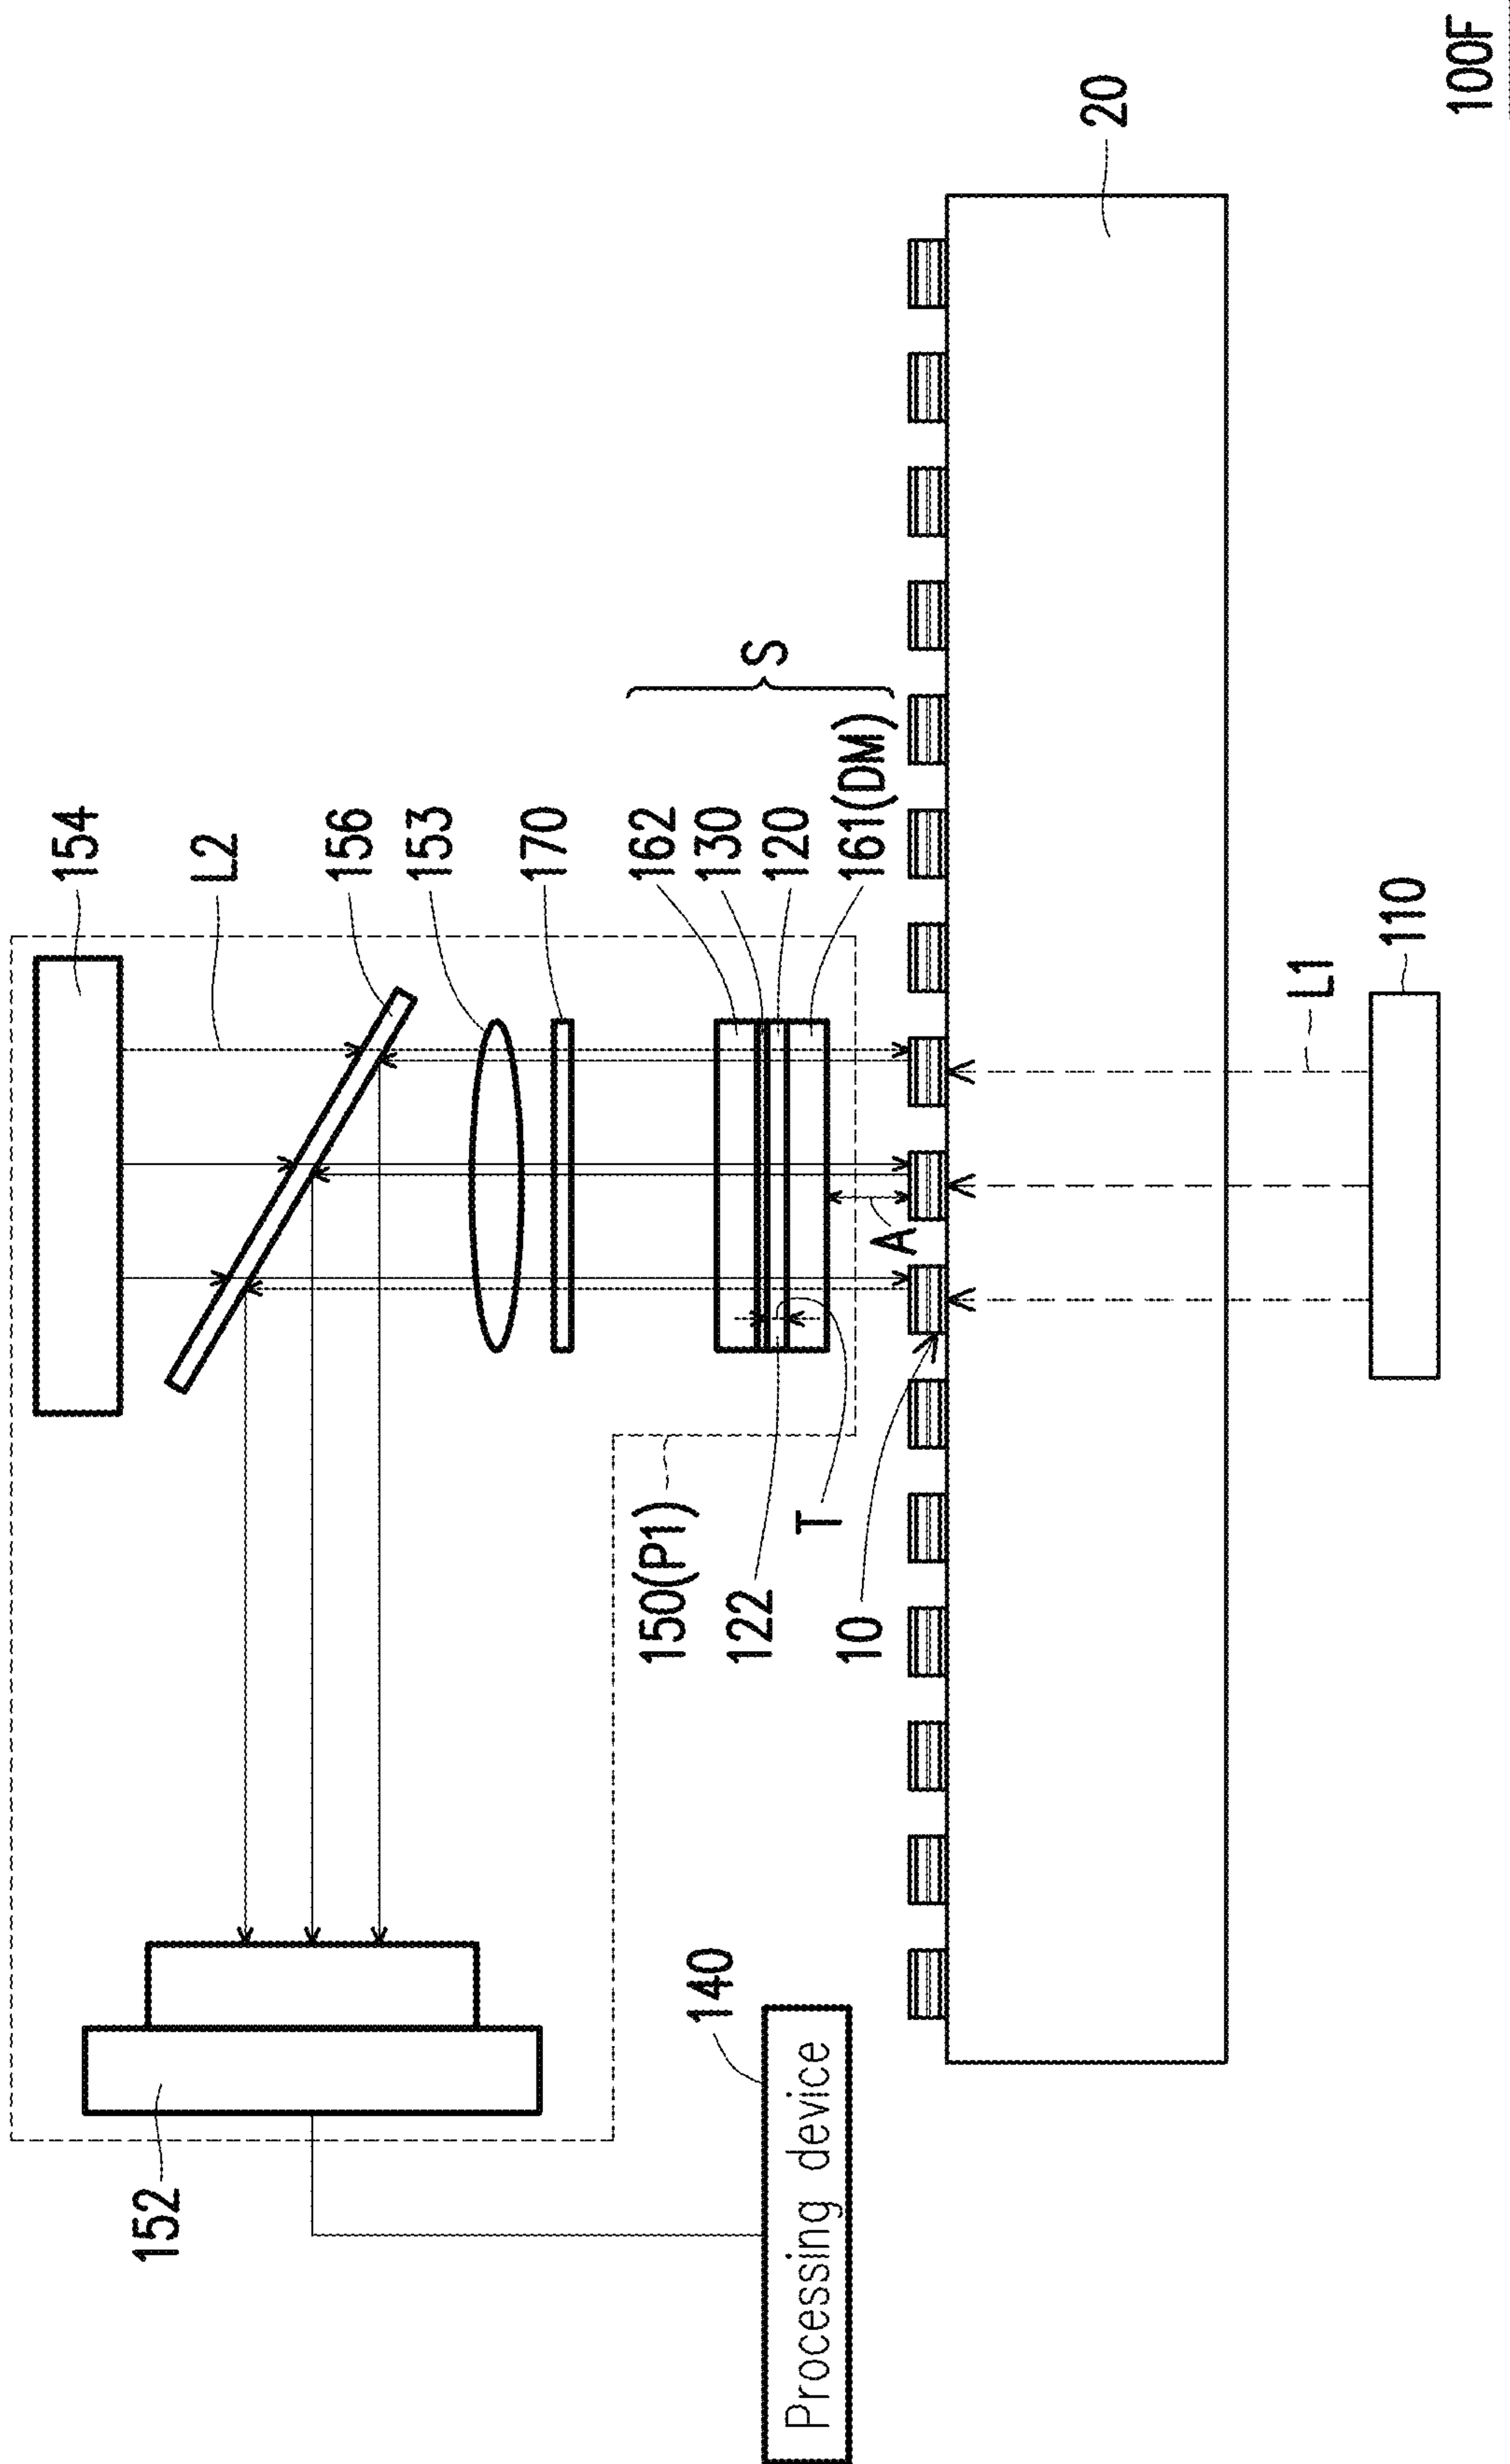 154
L2
156
153
170
162
130
120
161(DM)
S
20
152
150(P1)
122
T
10
A
140
Processing device
L1
110
100F